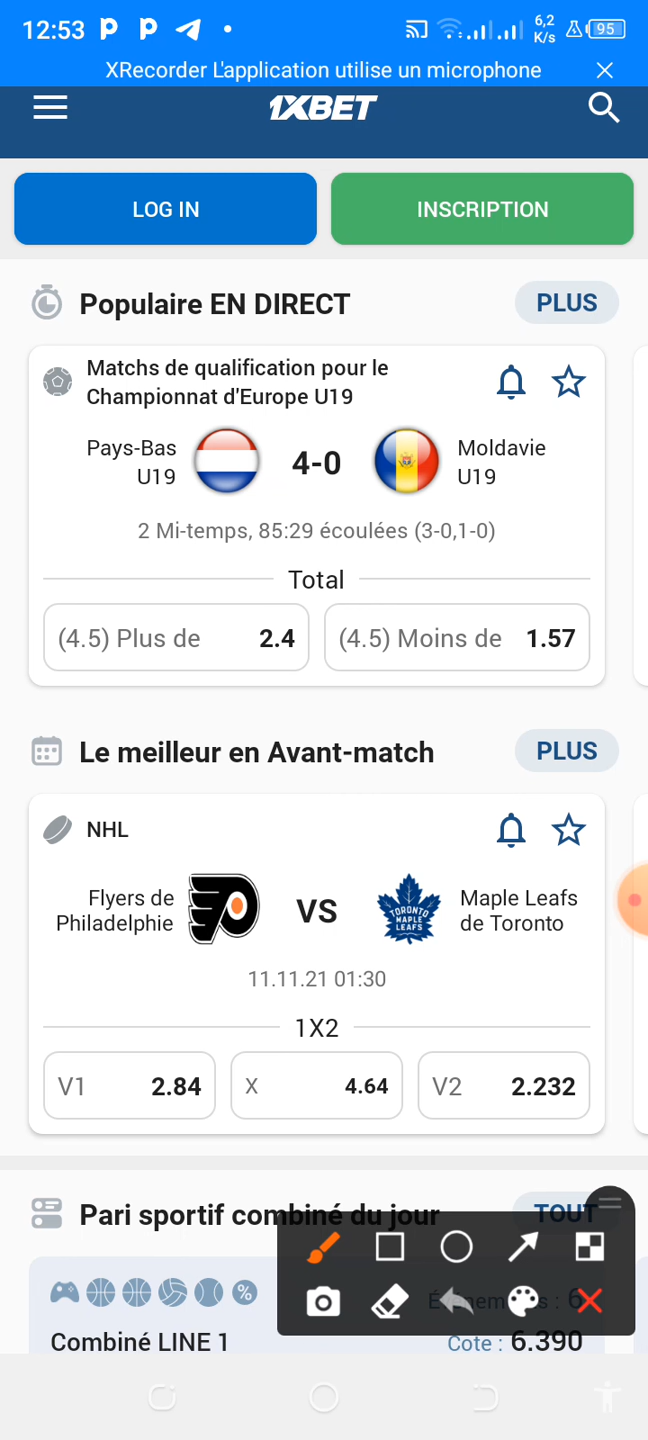 12:53
6,2
K/s
95
XRecorder L'application utilise un microphone
1XBET
LOG IN
INSCRIPTION
Populaire EN DIRECT
PLUS
Matchs de qualification pour le
Championnat d'Europe U19
Pays-Bas
U19
4-0
Moldavie
U19
2 Mi-temps, 85:29 écoulées (3-0,1-0)
Total
(4.5) Plus de 2.4
(4.5) Moins de 1.57
Le meilleur en Avant-match
PLUS
NHL
Flyers de
Philadelphie
VS
TORONTO
MAPLE
LEAFS
Maple Leafs
de Toronto
11.11.21 01:30
1X2
V1 2.84
X 4.64
V2 2.232
Pari sportif combiné du jour
TOUT
Combiné LINE 1
Cote : 6.390